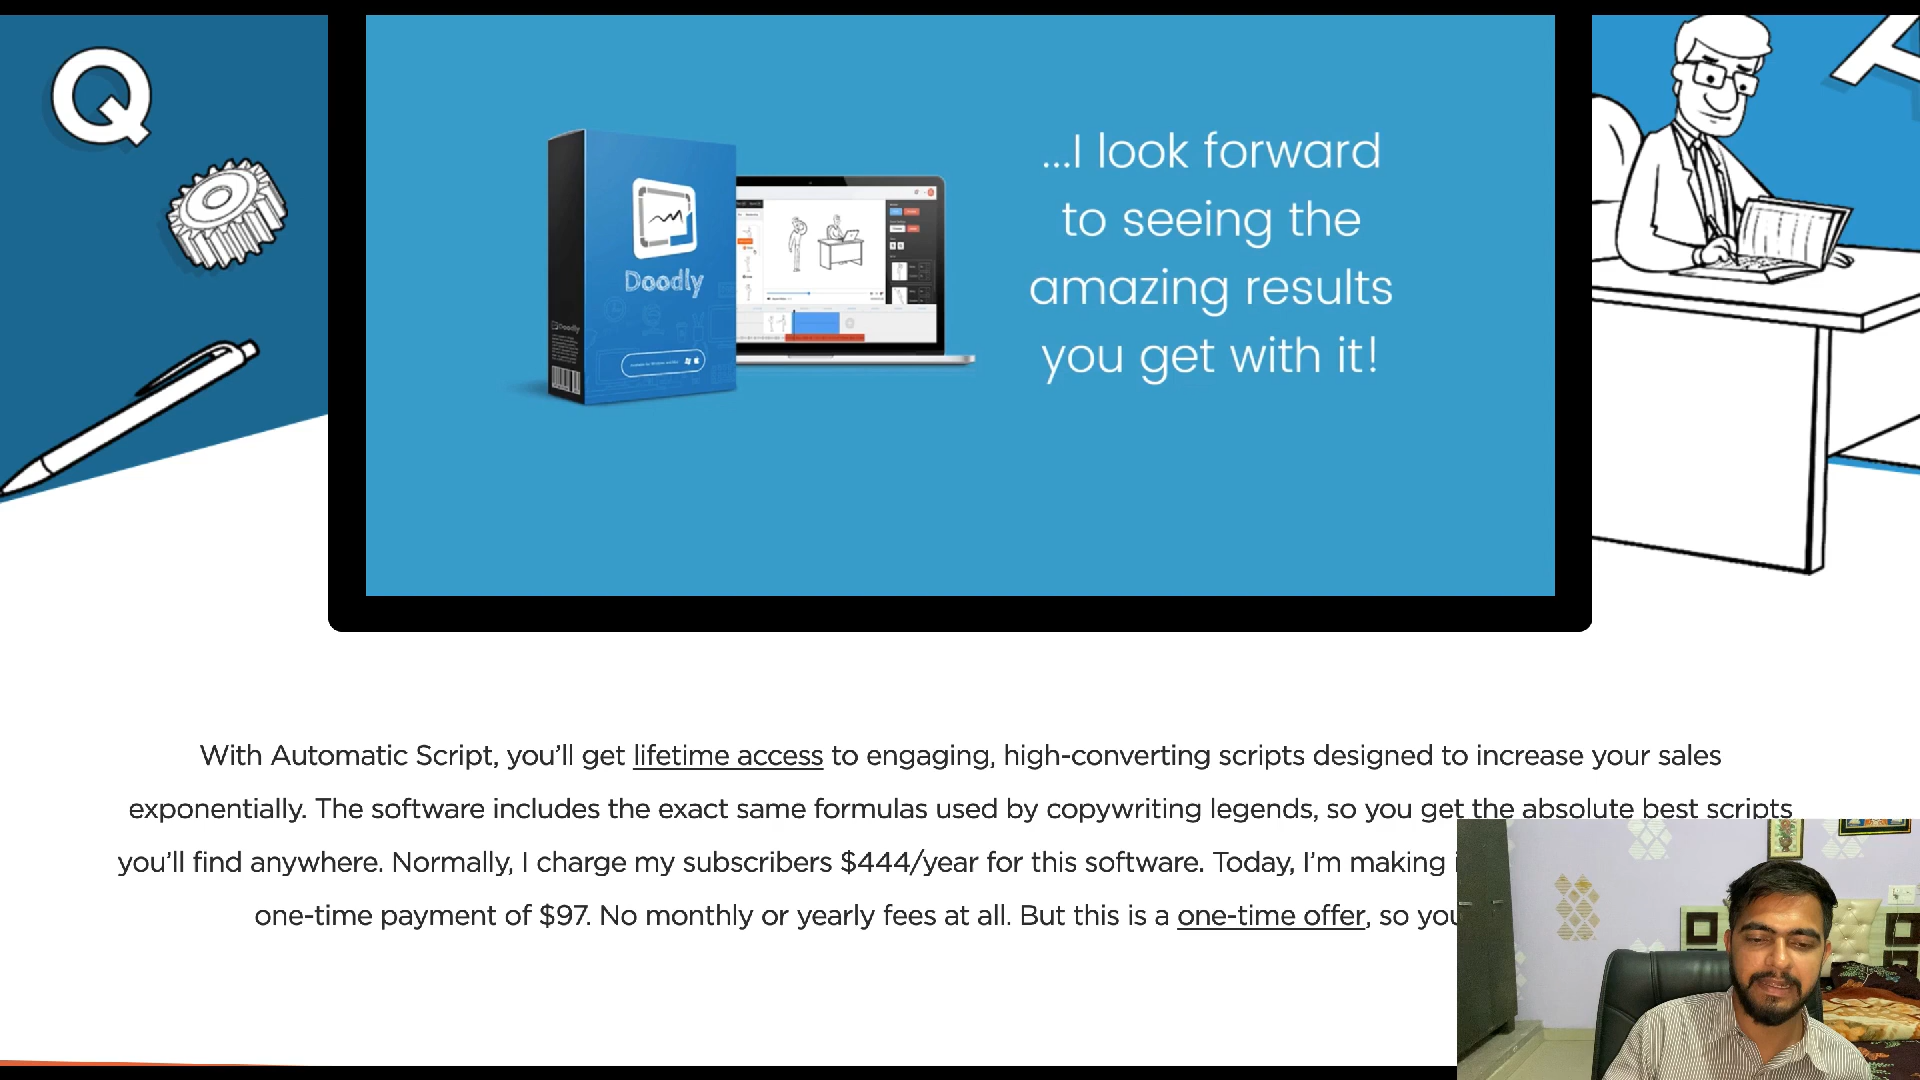 Q
...I look forward
to seeing the
amazing results
you get with it!
Doodly
Doodly
With Automatic Script, you’ll get lifetime access to engaging, high-converting scripts designed to increase your sales
exponentially. The software includes the exact same formulas used by copywriting legends, so you get the absolute best scripts
you’ll find anywhere. Normally, I charge my subscribers $444/year for this software. Today, I’m making
one-time payment of $97. No monthly or yearly fees at all. But this is a one-time offer, so you